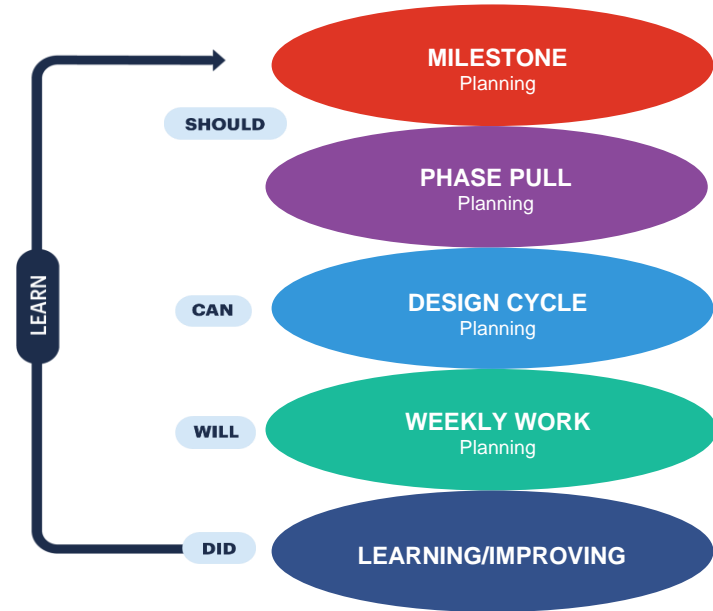 MILESTONE
Planning
SHOULD
PHASE PULL
Planning
LEARN
CAN
DESIGN CYCLE
Planning
WILL
WEEKLY WORK
Planning
DID
LEARNING/IMPROVING